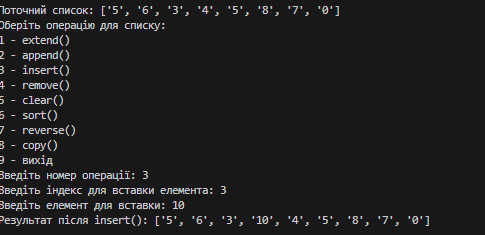 Поточний список: ['5', '6', '3', '4', '5', '8', '7', '0']
Оберіть операцію для списку:
1 - extend()
2 - append()
3 - insert()
4 - remove()
5 - clear()
6 - sort()
7 - reverse()
8 - copy()
9 - вихід
Введіть номер операції: 3
Введіть індекс для вставки елемента: 3
Введіть елемент для вставки: 10
Результат після insert(): ['5', '6', '3', '10', '4', '5', '8', '7', '0']